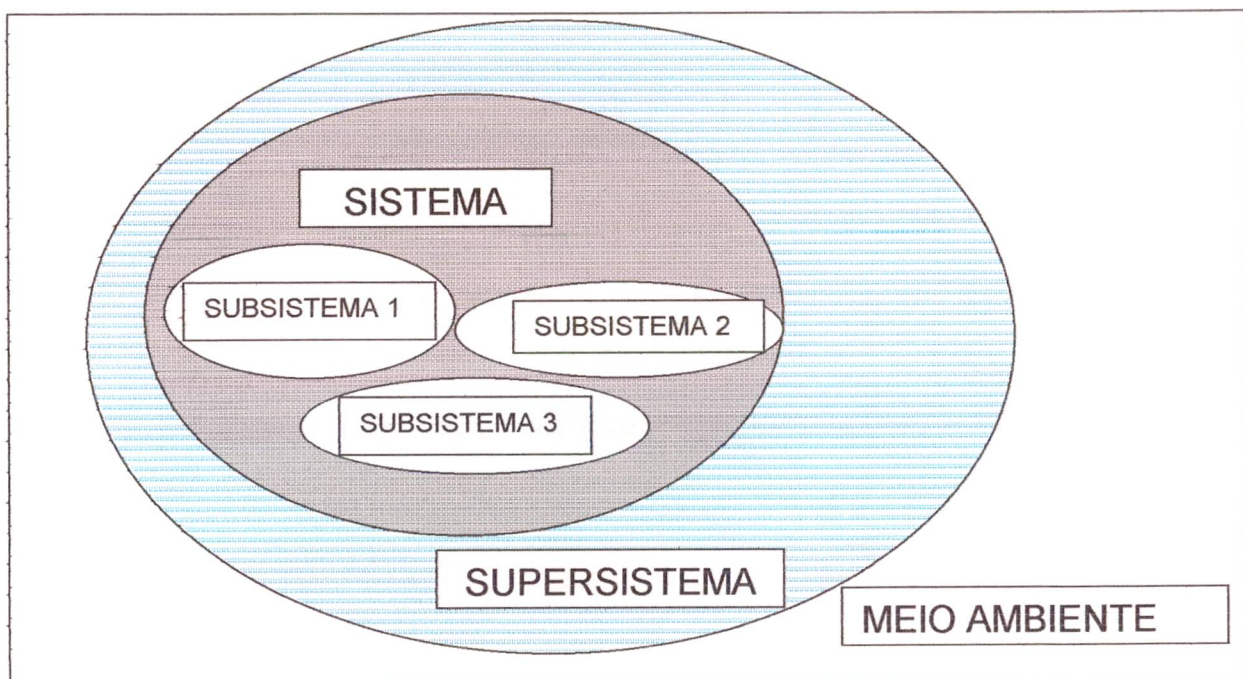 SISTEMA
SUBSISTEMA 1
SUBSISTEMA 2
SUBSISTEMA 3
SUPERSISTEMA
MEIO AMBIENTE